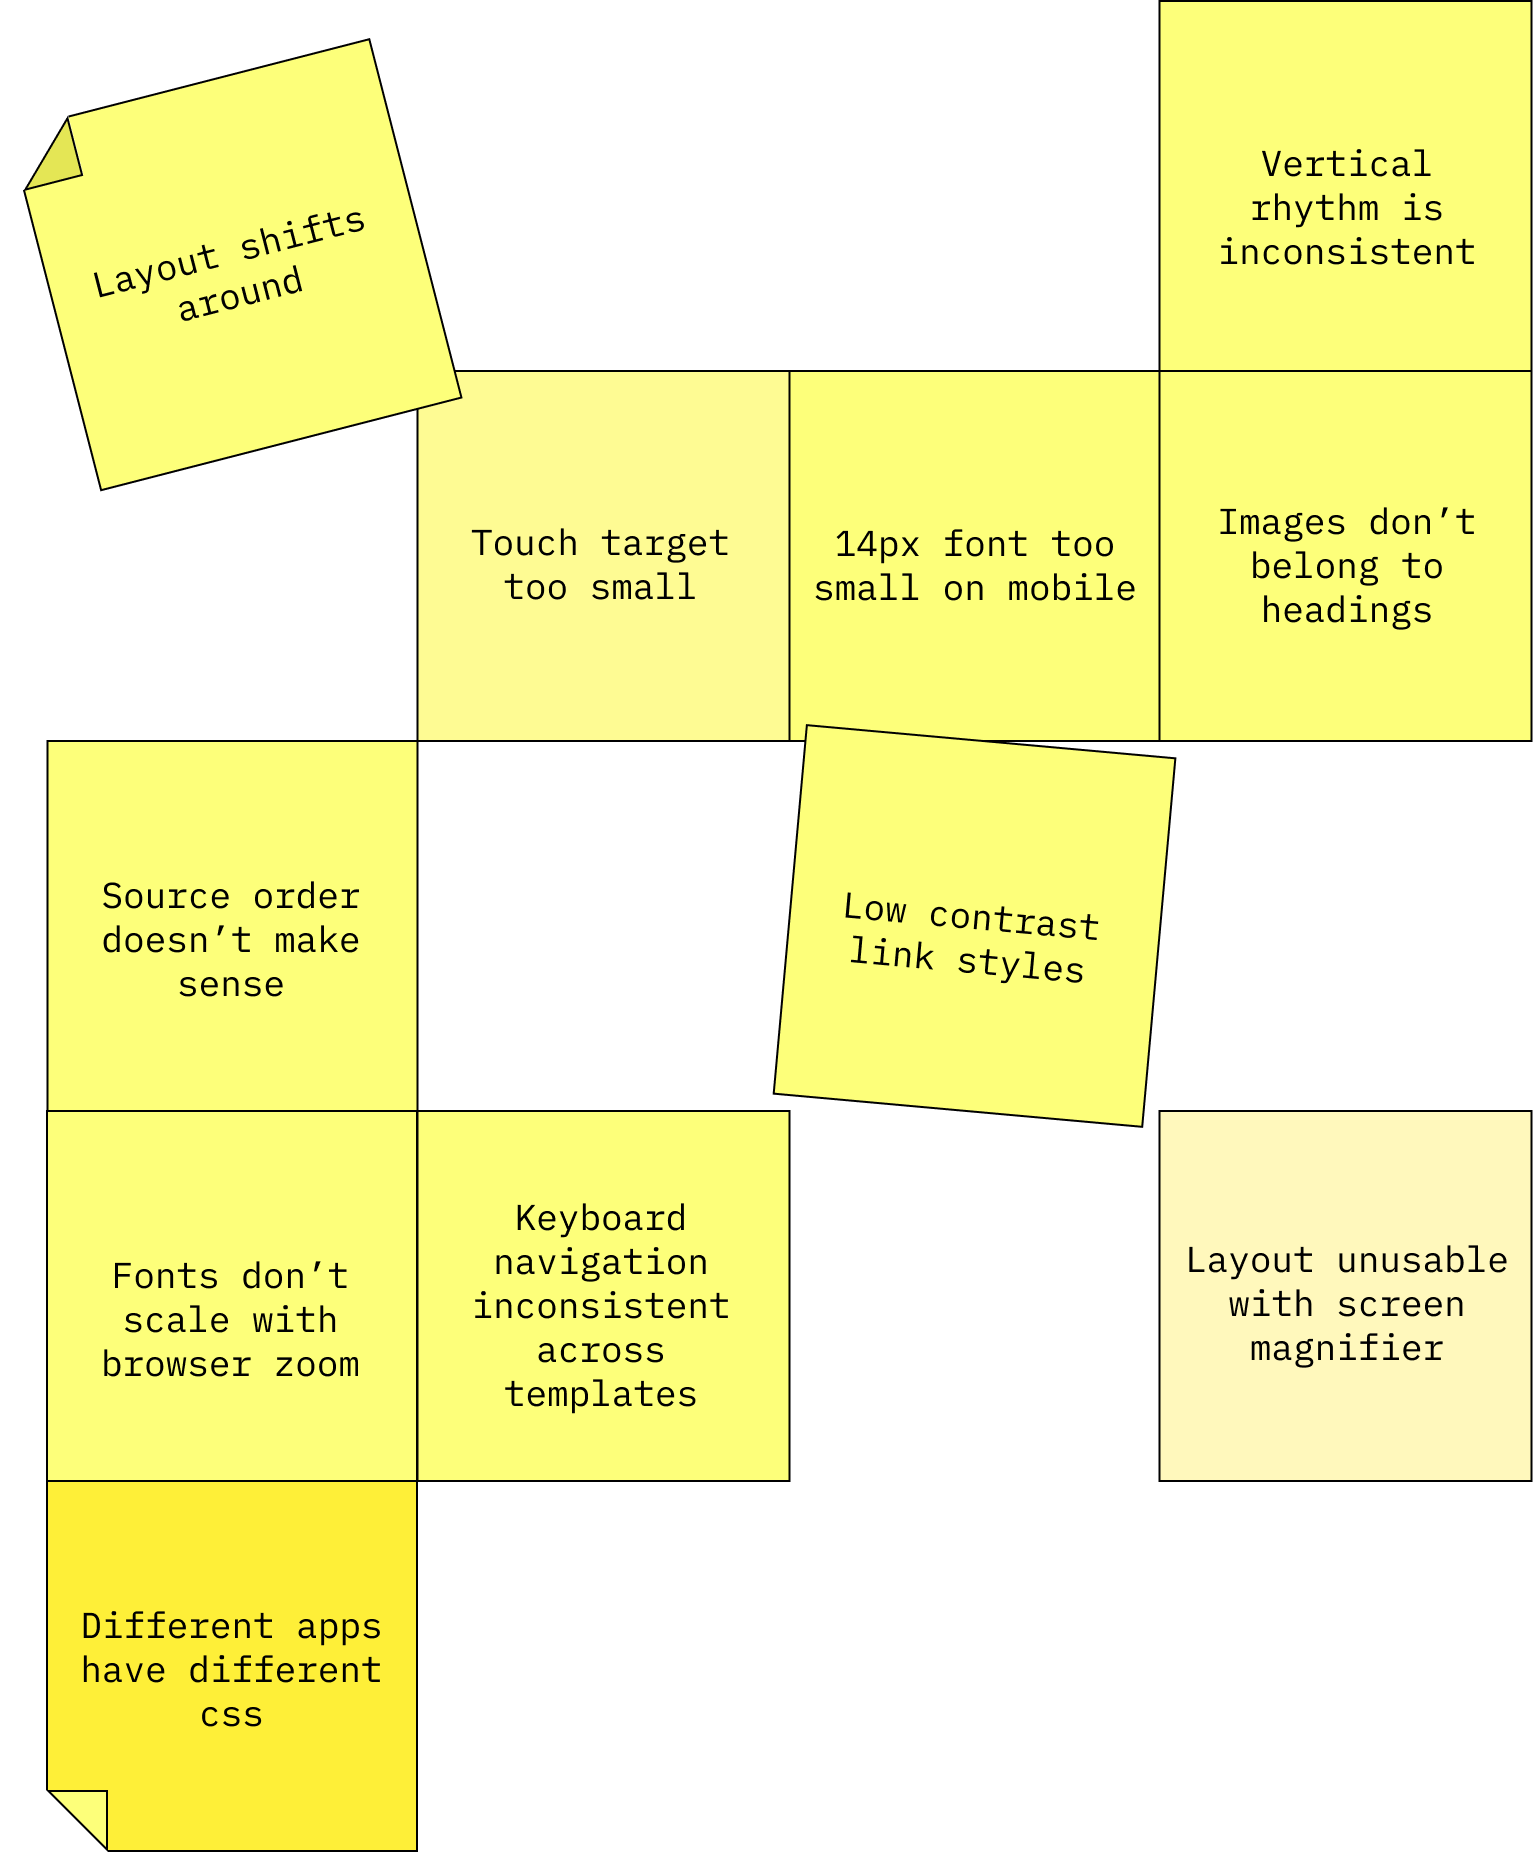 Layout shifts
around
Vertical
rhythm is
inconsistent
Touch target
too small
14px font too
small on mobile
Images don’t
belong to
headings
Source order
doesn’t make
sense
Low contrast
link styles
Fonts don’t
scale with
browser zoom
Keyboard
navigation
inconsistent
across
templates
Layout unusable
with screen
magnifier
Different apps
have different
css